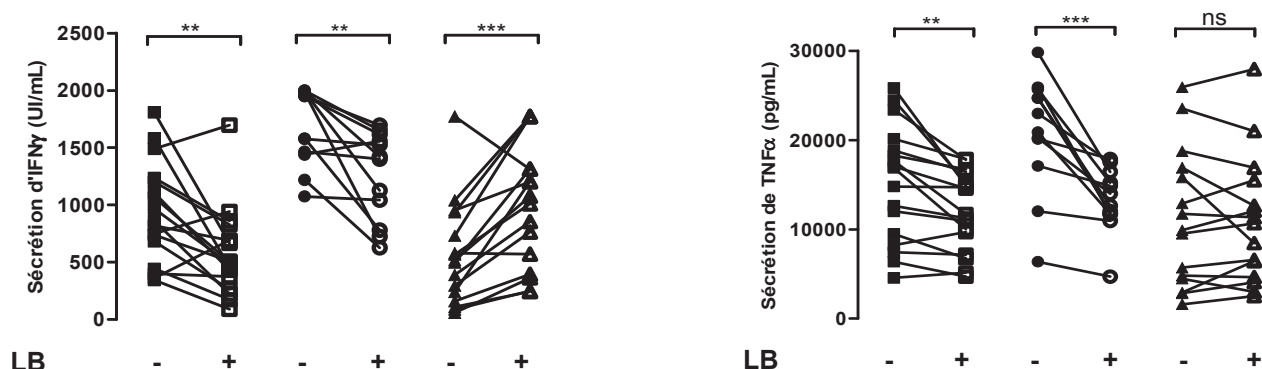 ** ** ***
2500
2000
1500
1000
500
0
Sécrétion d'IFNγ (UI/mL)
LB - + - + - +
** *** ns
30000
20000
10000
0
Sécrétion de TNFα (pg/mL)
LB - + - + - +